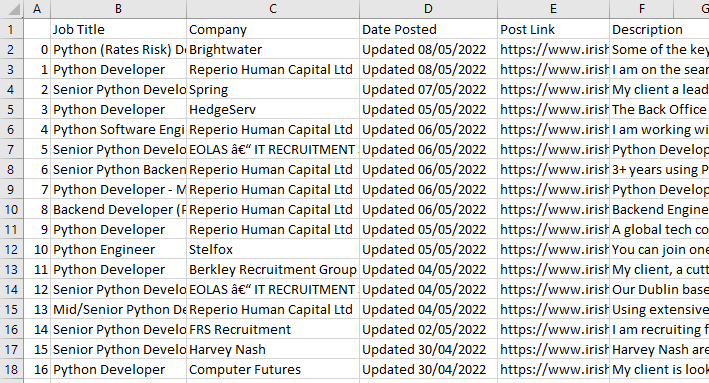 A B C D E F G
1 Job Title Company Date Posted Post Link Description
2 0 Python (Rates Risk) De Brightwater Updated 08/05/2022 https://www.irish Some of the key
3 1 Python Developer Reperio Human Capital Ltd Updated 08/05/2022 https://www.irish I am on the sear
4 2 Senior Python Develo Spring Updated 07/05/2022 https://www.irish My client a lead
5 3 Python Developer HedgeServ Updated 05/05/2022 https://www.irish The Back Office
6 4 Python Software Engi Reperio Human Capital Ltd Updated 06/05/2022 https://www.irish I am working wi
7 5 Senior Python Develo EOLAS â€“ IT RECRUITMENT Updated 06/05/2022 https://www.irish Python Develop
8 6 Senior Python Backen Reperio Human Capital Ltd Updated 06/05/2022 https://www.irish 3+ years using P
9 7 Python Developer - M Reperio Human Capital Ltd Updated 06/05/2022 https://www.irish Python Develop
10 8 Backend Developer (P Reperio Human Capital Ltd Updated 06/05/2022 https://www.irish Backend Engine
11 9 Python Developer Reperio Human Capital Ltd Updated 05/05/2022 https://www.irish A global tech co
12 10 Python Engineer Stelfox Updated 05/05/2022 https://www.irish You can join one
13 11 Python Developer Berkley Recruitment Group Updated 04/05/2022 https://www.irish My client, a cutt
14 12 Senior Python Develo EOLAS â€“ IT RECRUITMENT Updated 04/05/2022 https://www.irish Our Dublin base
15 13 Mid/Senior Python De Reperio Human Capital Ltd Updated 04/05/2022 https://www.irish Using extensive
16 14 Senior Python Develo FRS Recruitment Updated 02/05/2022 https://www.irish I am recruiting f
17 15 Senior Python Develo Harvey Nash Updated 30/04/2022 https://www.irish Harvey Nash are
18 16 Python Developer Computer Futures Updated 30/04/2022 https://www.irish My client is look